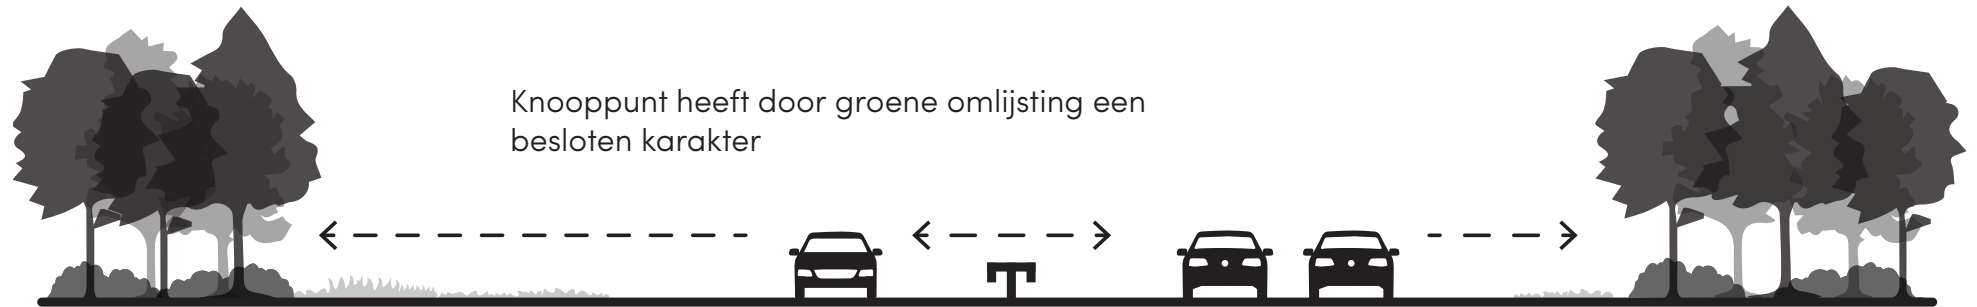 Knooppunt heeft door groene omlijsting een
besloten karakter